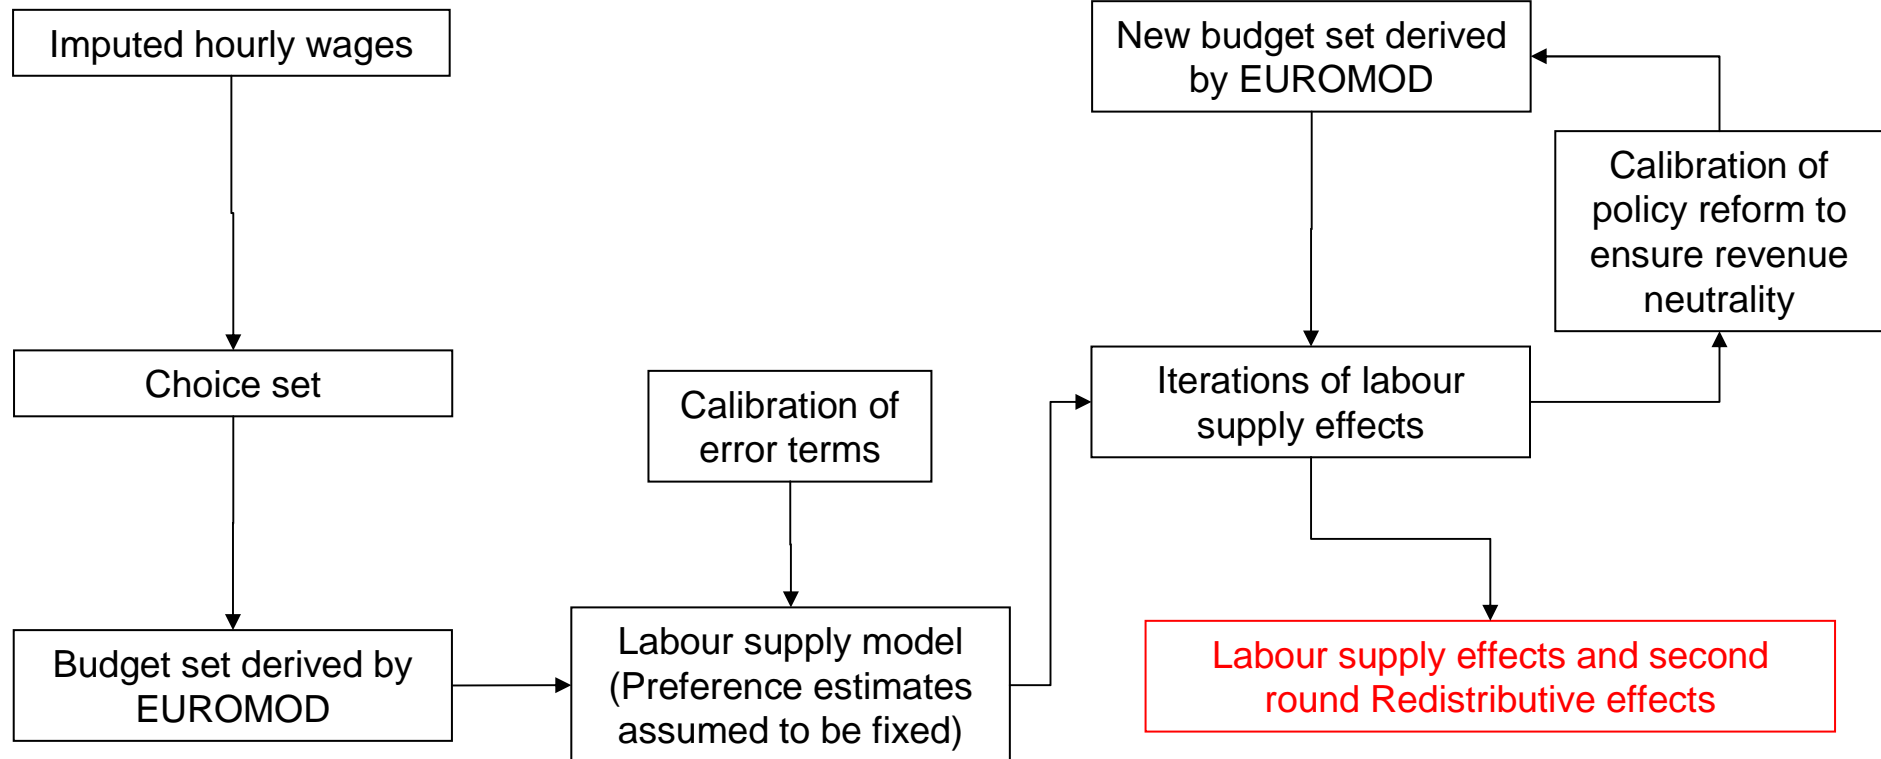 Imputed hourly wages
Choice set
Budget set derived by
EUROMOD
Calibration of
error terms
Labour supply model
(Preference estimates
assumed to be fixed)
New budget set derived
by EUROMOD
Calibration of
policy reform to
ensure revenue
neutrality
Iterations of labour
supply effects
Labour supply effects and second
round Redistributive effects